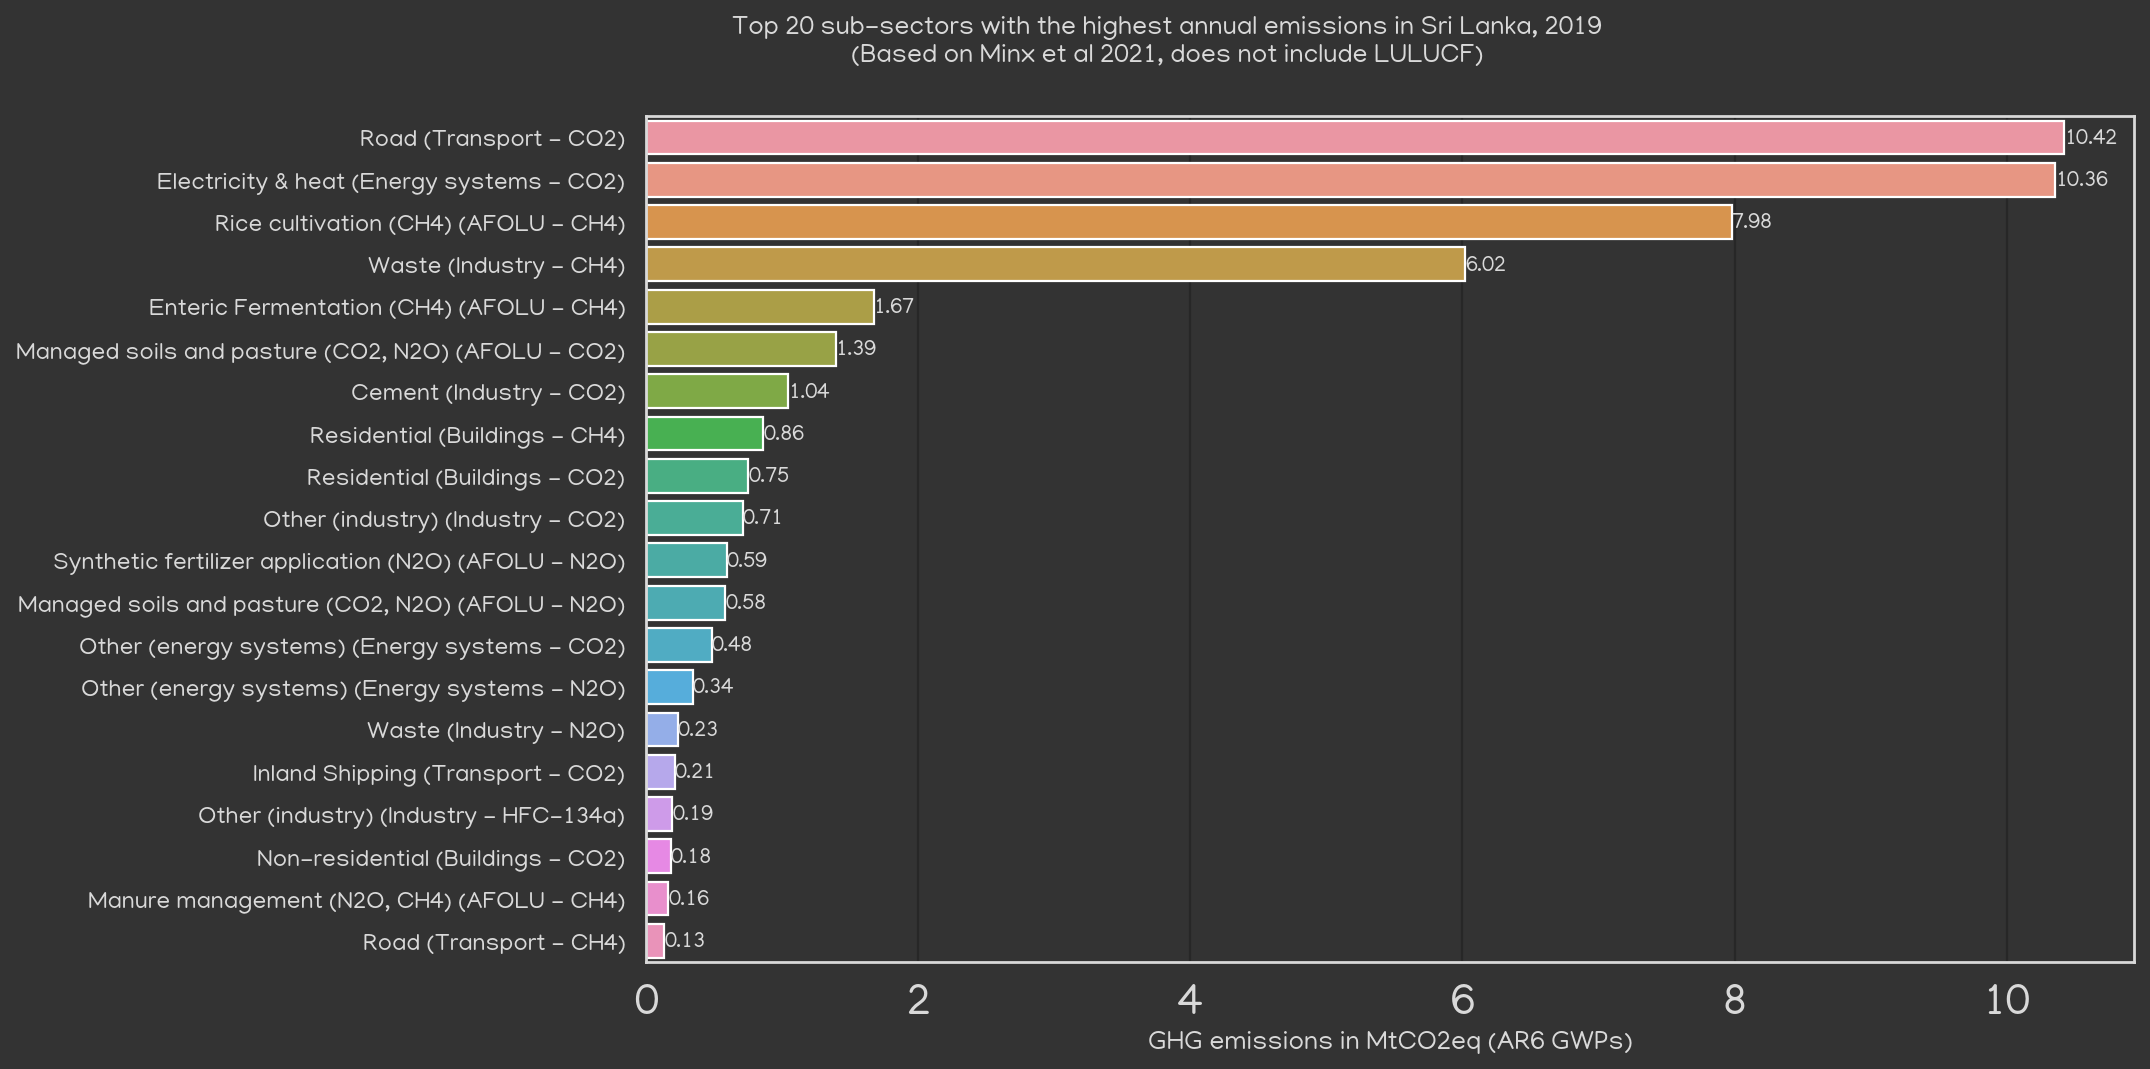 Top 20 sub-sectors with the highest annual emissions in Sri Lanka, 2019
(Based on Minx et al 2021, does not include LULUCF)
Road (Transport - CO2) 10.42
Electricity & heat (Energy systems - CO2) 10.36
Rice cultivation (CH4) (AFOLU - CH4) 7.98
Waste (Industry - CH4) 6.02
Enteric Fermentation (CH4) (AFOLU - CH4) 1.67
Managed soils and pasture (CO2, N2O) (AFOLU - CO2) 1.39
Cement (Industry - CO2) 1.04
Residential (Buildings - CH4) 0.86
Residential (Buildings - CO2) 0.75
Other (industry) (Industry - CO2) 0.71
Synthetic fertilizer application (N2O) (AFOLU - N2O) 0.59
Managed soils and pasture (CO2, N2O) (AFOLU - N2O) 0.58
Other (energy systems) (Energy systems - CO2) 0.48
Other (energy systems) (Energy systems - N2O) 0.34
Waste (Industry - N2O) 0.23
Inland Shipping (Transport - CO2) 0.21
Other (industry) (Industry - HFC-134a) 0.19
Non-residential (Buildings - CO2) 0.18
Manure management (N2O, CH4) (AFOLU - CH4) 0.16
Road (Transport - CH4) 0.13
0 2 4 6 8 10
GHG emissions in MtCO2eq (AR6 GWPs)